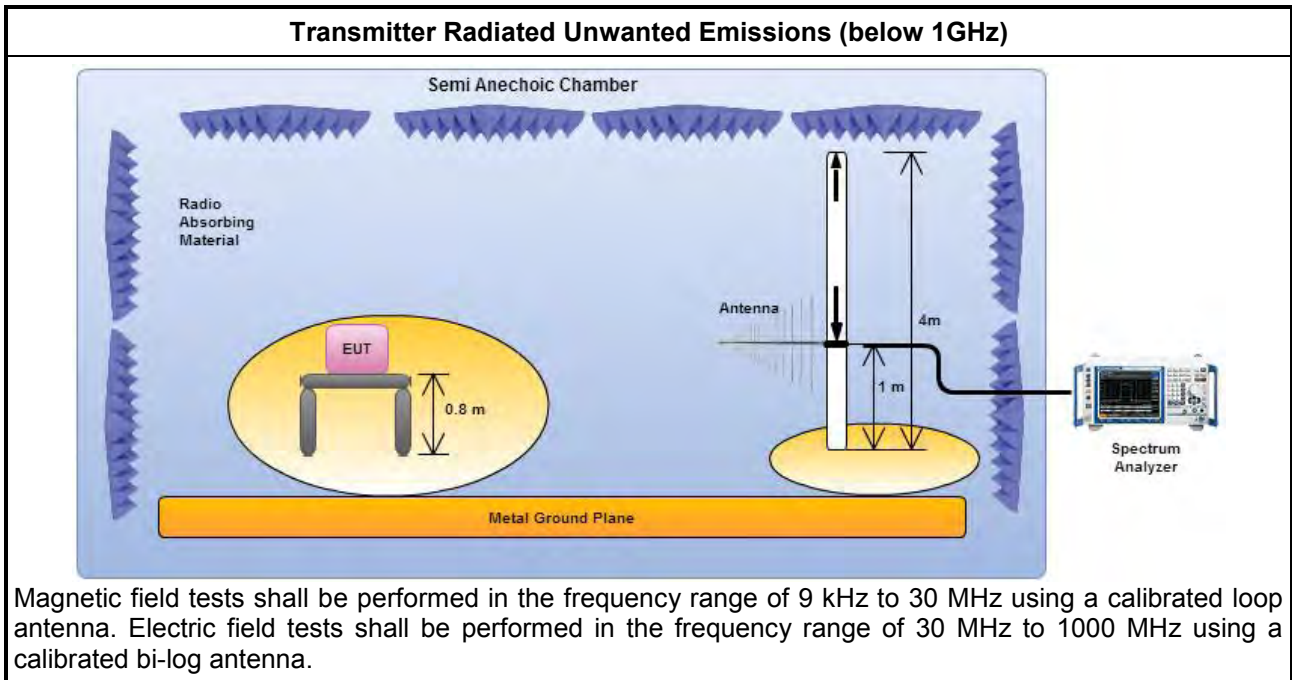 Transmitter Radiated Unwanted Emissions (below 1GHz)
Semi Anechoic Chamber
Radio
Absorbing
Material
Antenna
4m
EUT
1 m
0.8 m
Spectrum
Analyzer
Metal Ground Plane
Magnetic field tests shall be performed in the frequency range of 9 kHz to 30 MHz using a calibrated loop
antenna. Electric field tests shall be performed in the frequency range of 30 MHz to 1000 MHz using a
calibrated bi-log antenna.